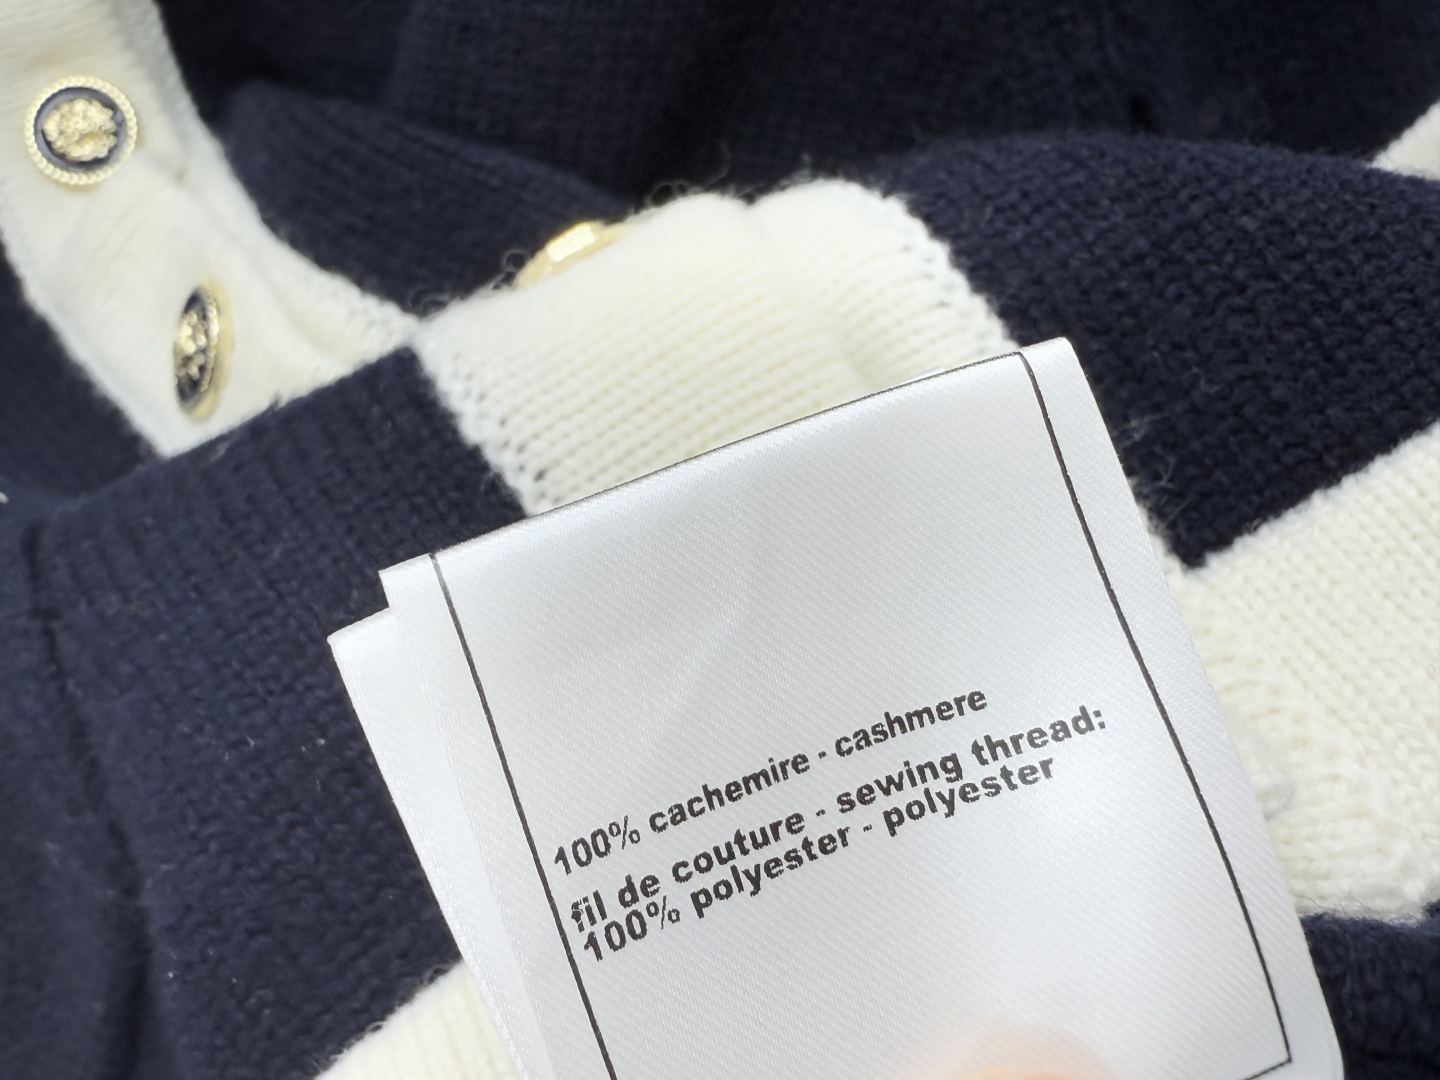 100% cachemire - cashmere
fil de couture - sewing thread:
100% polyester - polyester